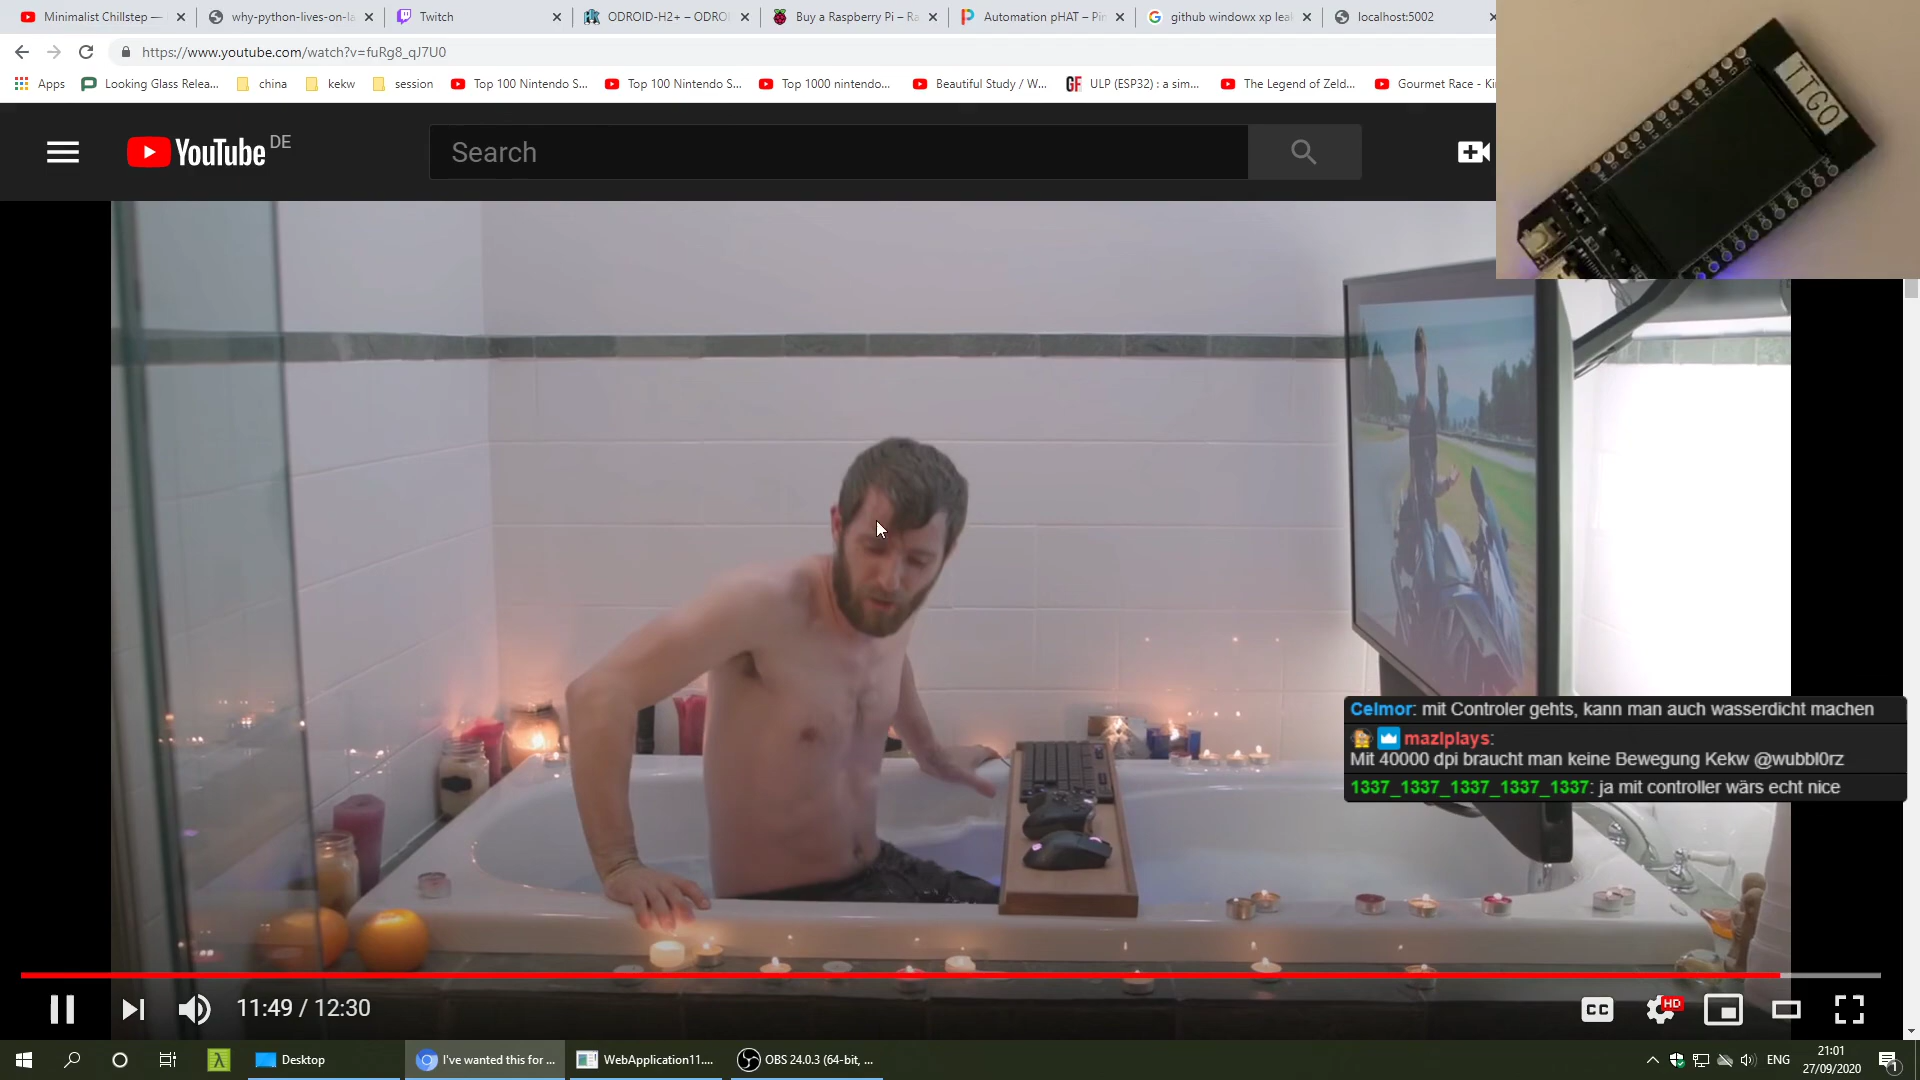 Minimalist Chillstep —
why-python-lives-on-la
Twitch
ODROID-H2+ – ODRO
Buy a Raspberry Pi – Ra
Automation pHAT – Pim
github windowx xp leak
localhost:5002
https://www.youtube.com/watch?v=fuRg8_qJ7U0
Apps
Looking Glass Relea...
china
kekw
session
Top 100 Nintendo S...
Top 100 Nintendo S...
Top 1000 nintendo...
Beautiful Study / W...
GF
ULP (ESP32) : a sim...
The Legend of Zeld...
Gourmet Race - Ki
TTGO
YouTube DE
Search
Celmor: mit Controler gehts, kann man auch wasserdicht machen
maziplays:
Mit 40000 dpi braucht man keine Bewegung Kekw @wubbl0rz
1337_1337_1337_1337_1337: ja mit controller wärs echt nice
11:49 / 12:30
CC
HD
λ
Desktop
I've wanted this for ...
WebApplication11....
OBS 24.0.3 (64-bit, ...
ENG
21:01
27/09/2020
1